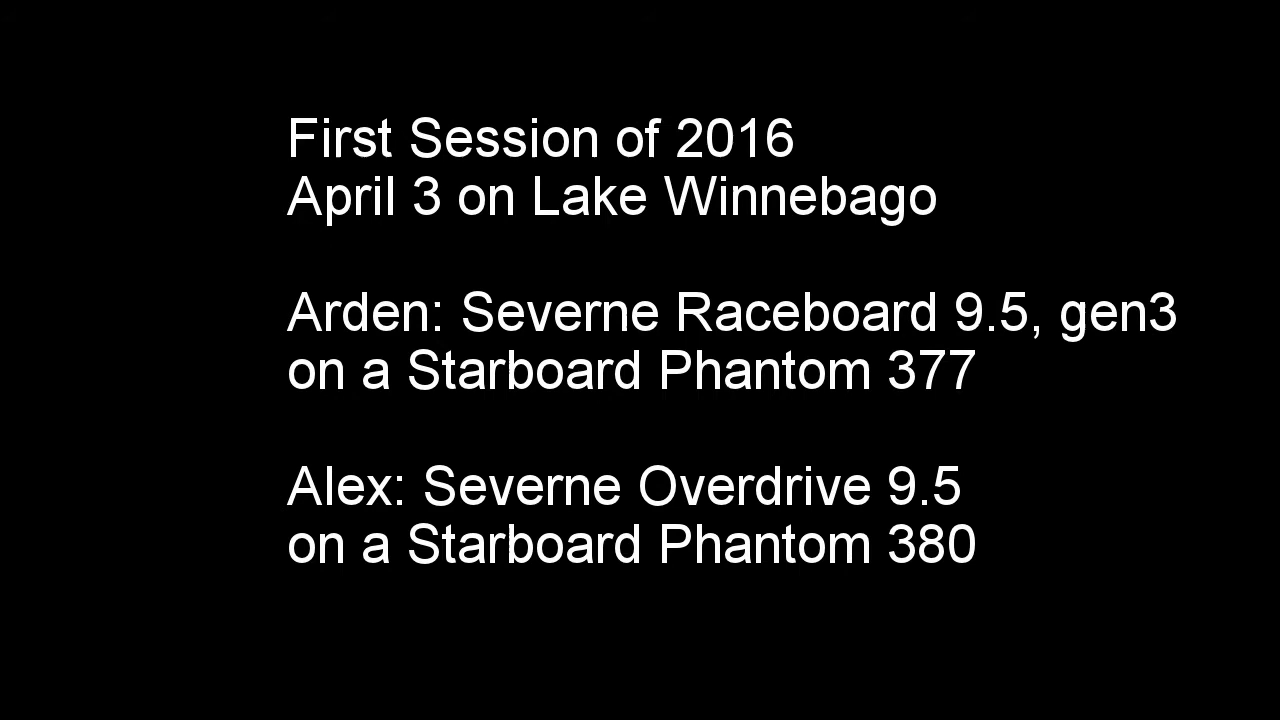 First Session of 2016
April 3 on Lake Winnebago
Arden: Severne Raceboard 9.5, gen3
on a Starboard Phantom 377
Alex: Severne Overdrive 9.5
on a Starboard Phantom 380